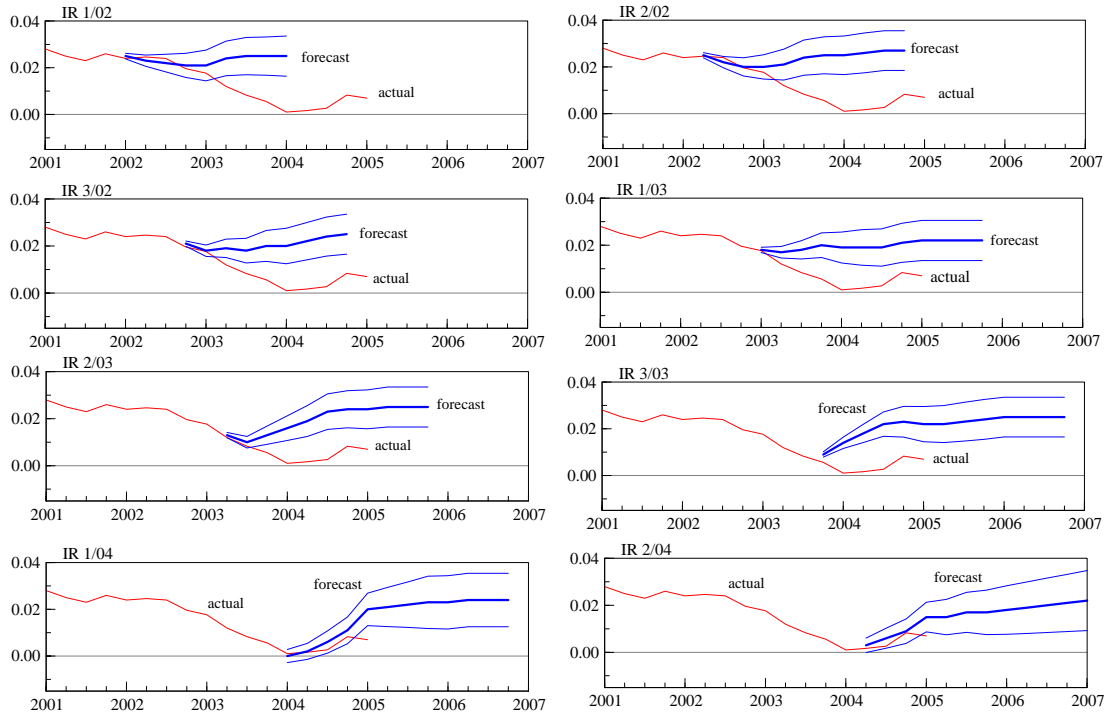 IR 1/02 IR 2/02
0.04 0.04
forecast forecast
0.02 0.02
actual actual
0.00 0.00
2001 2002 2003 2004 2005 2006 2007 2001 2002 2003 2004 2005 2006 2007
IR 3/02 IR 1/03
0.04 0.04
forecast forecast
0.02 0.02
actual actual
0.00 0.00
2001 2002 2003 2004 2005 2006 2007 2001 2002 2003 2004 2005 2006 2007
IR 2/03 IR 3/03
0.04 0.04
forecast forecast
0.02 0.02
actual actual
0.00 0.00
2001 2002 2003 2004 2005 2006 2007 2001 2002 2003 2004 2005 2006 2007
IR 1/04 IR 2/04
0.04 0.04
forecast actual forecast
0.02 0.02
actual
0.00 0.00
2001 2002 2003 2004 2005 2006 2007 2001 2002 2003 2004 2005 2006 2007